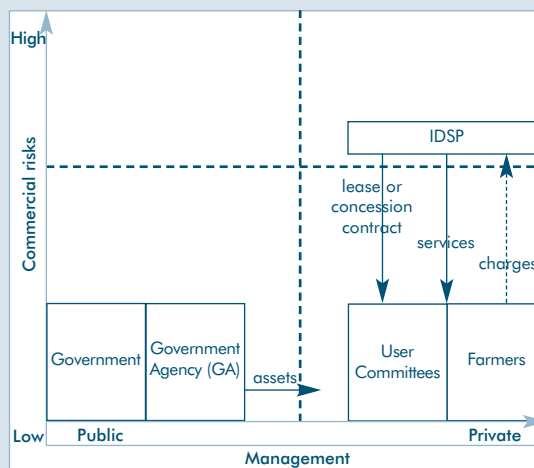 High
Commercial risks
IDSP
lease or
concession
contract
services
charges
Government
Government
Agency (GA)
assets
User
Committees
Farmers
Low
Public
Private
Management